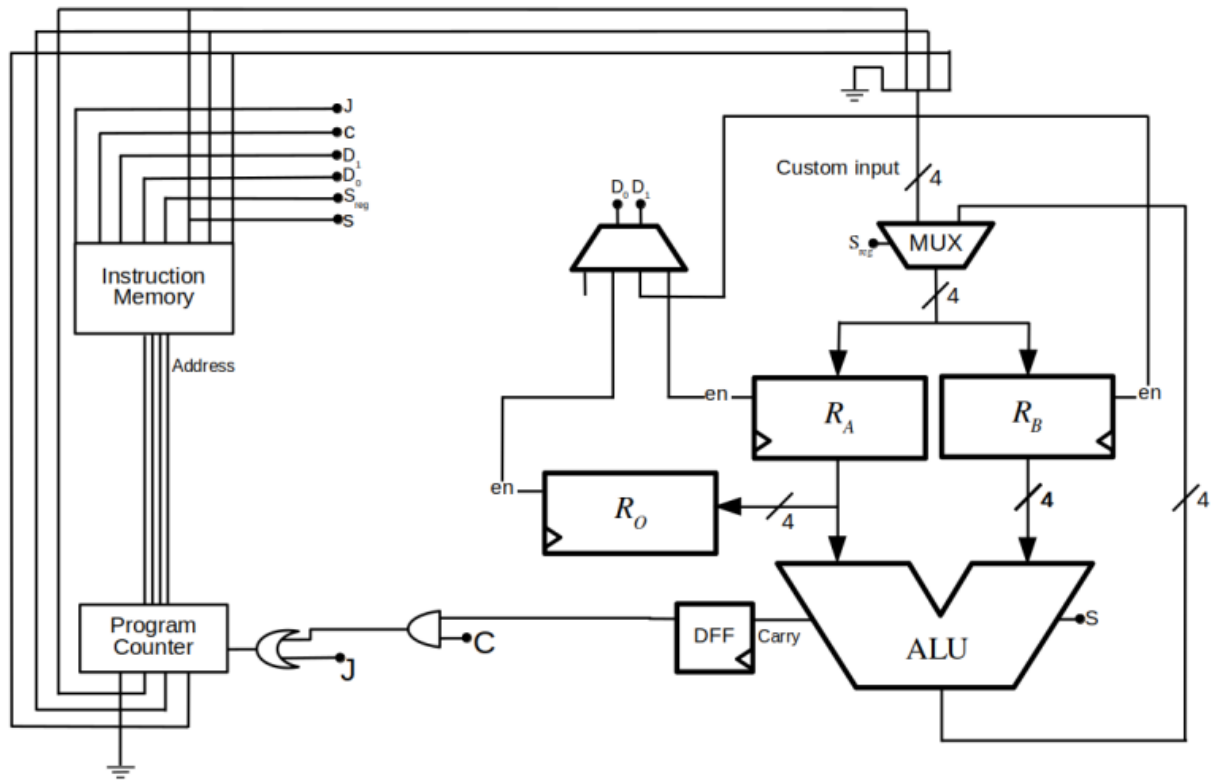 J
C
D1
D0
Sreg
S
Instruction
Memory
Address
Custom input
4
D0 D1
Sreg
MUX
4
en
RA
RB
en
en
RO
4
4
4
Program
Counter
J
C
DFF
Carry
ALU
S